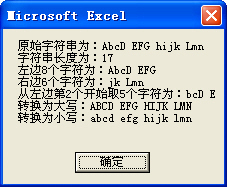 Microsoft Excel
原始字符串为：AbcD EFG hijk Lmn
字符串长度为：17
左边8个字符为：AbcD EFG
右边6个字符为：jk Lmn
从左边第2个开始取5个字符为：bcD E
转换为大写：ABCD EFG HIJK LMN
转换为小写：abcd efg hijk lmn
确定